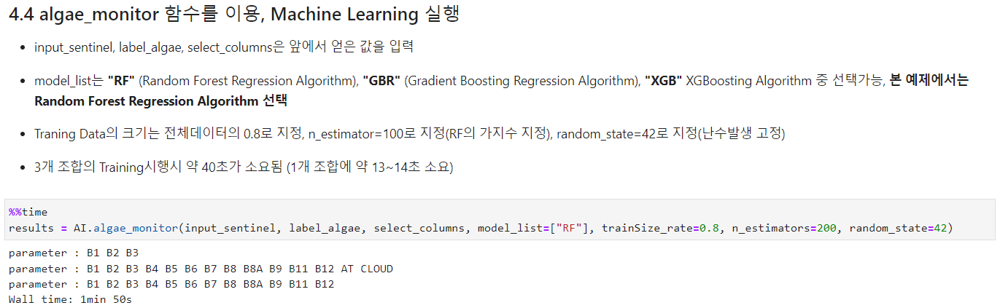 4.4 algae_monitor 함수를 이용, Machine Learning 실행
• input_sentinel, label_algae, select_columns은 앞에서 얻은 값을 입력
• model_list는 "RF" (Random Forest Regression Algorithm), "GBR" (Gradient Boosting Regression Algorithm), "XGB" XGBoosting Algorithm 중 선택가능, 본 예제에서는
Random Forest Regression Algorithm 선택
• Traning Data의 크기는 전체데이터의 0.8로 지정, n_estimator=100로 지정(RF의 가지수 지정), random_state=42로 지정(난수발생 고정)
• 3개 조합의 Training시행시 약 40초가 소요됨 (1개 조합에 약 13~14초 소요)
%%time
results = AI.algae_monitor(input_sentinel, label_algae, select_columns, model_list=["RF"], trainSize_rate=0.8, n_estimators=200, random_state=42)
parameter : B1 B2 B3
parameter : B1 B2 B3 B4 B5 B6 B7 B8 B8A B9 B11 B12 AT CLOUD
parameter : B1 B2 B3 B4 B5 B6 B7 B8 B8A B9 B11 B12
Wall time: 1min 50s